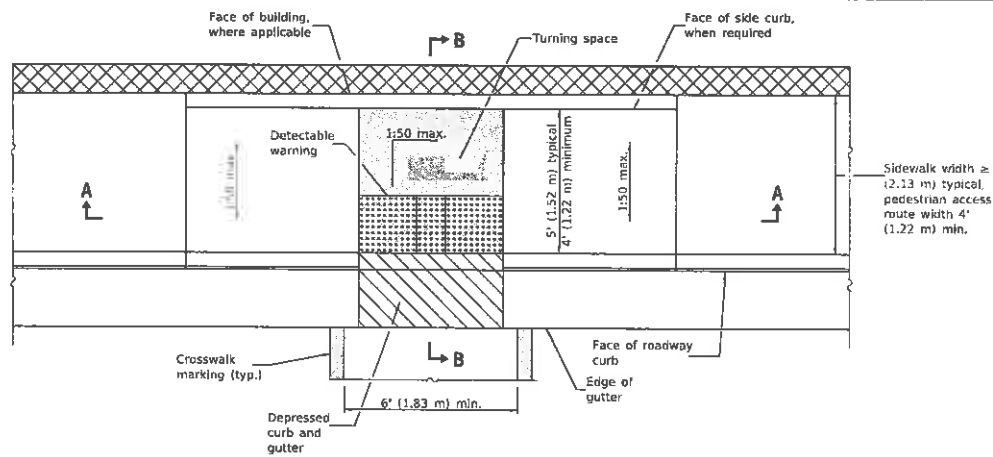 Face of building,
where applicable
B
Turning space
Face of side curb,
when required
Detectable
warning
1:50 max.
5' (1.52 m) typical
4' (1.22 m) minimum
1:50 max.
1:50 max.
A
A
Sidewalk width ≥
(2.13 m) typical,
pedestrian access
route width 4'
(1.22 m) min.
Crosswalk
marking (typ.)
B
Face of roadway
curb
Edge of
gutter
6' (1.83 m) min.
Depressed
curb and
gutter